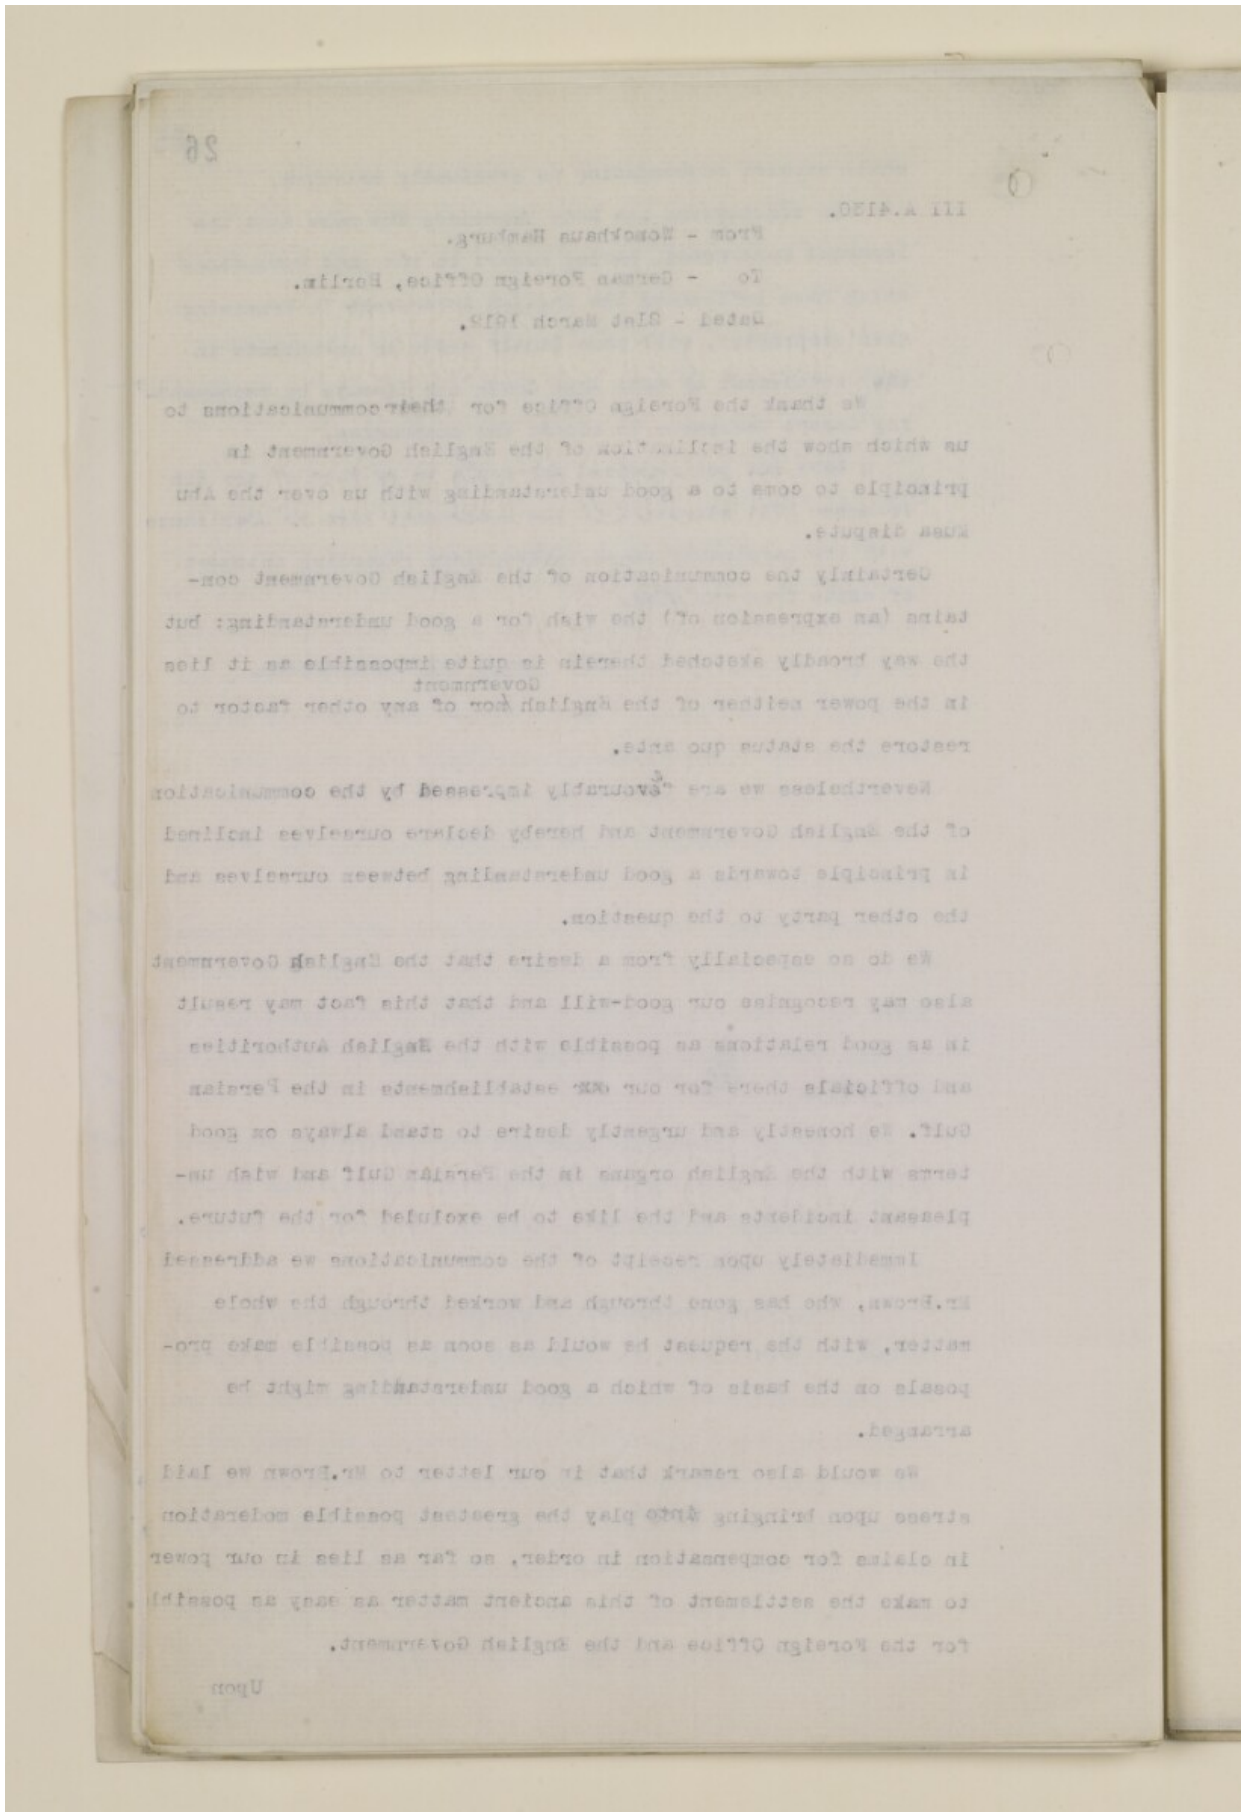 26
III A.4130.
From - Wonckhaus Hamburg.
To - German Foreign Office, Berlin.
Dated - 21st March 1912.
We thank the Foreign Office for their communications to
us which show the inclination of the English Government in
principle to come to a good understanding with us over the Abu
Musa dispute.
Certainly the communication of the English Government con-
tains (an expression of) the wish for a good understanding: but
the way broadly sketched therein is quite impossible as it lies
Government
in the power neither of the English nor of any other factor to
restore the status quo ante.
Nevertheless we are favourably impressed by the communication
of the English Government and hereby declare ourselves inclined
in principle towards a good understanding between ourselves and
the other party to the question.
We do so especially from a desire that the English Government
also may recognise our good-will and that this fact may result
in as good relations as possible with the English Authorities
and officials there for our establishments in the Persian
Gulf. We honestly and urgently desire to stand always on good
terms with the English organs in the Persian Gulf and wish un-
pleasant incidents and the like to be excluded for the future.
Immediately upon receipt of the communications we addressed
Mr.Brown, who has gone through and worked through the whole
matter, with the request he would as soon as possible make pro-
posals on the basis of which a good understanding might be
arranged.
We would also remark that in our letter to Mr.Brown we laid
stress upon bringing into play the greatest possible moderation
in claims for compensation in order, so far as lies in our power
to make the settlement of this ancient matter as easy as possibl
for the Foreign Office and the English Government.
Upon